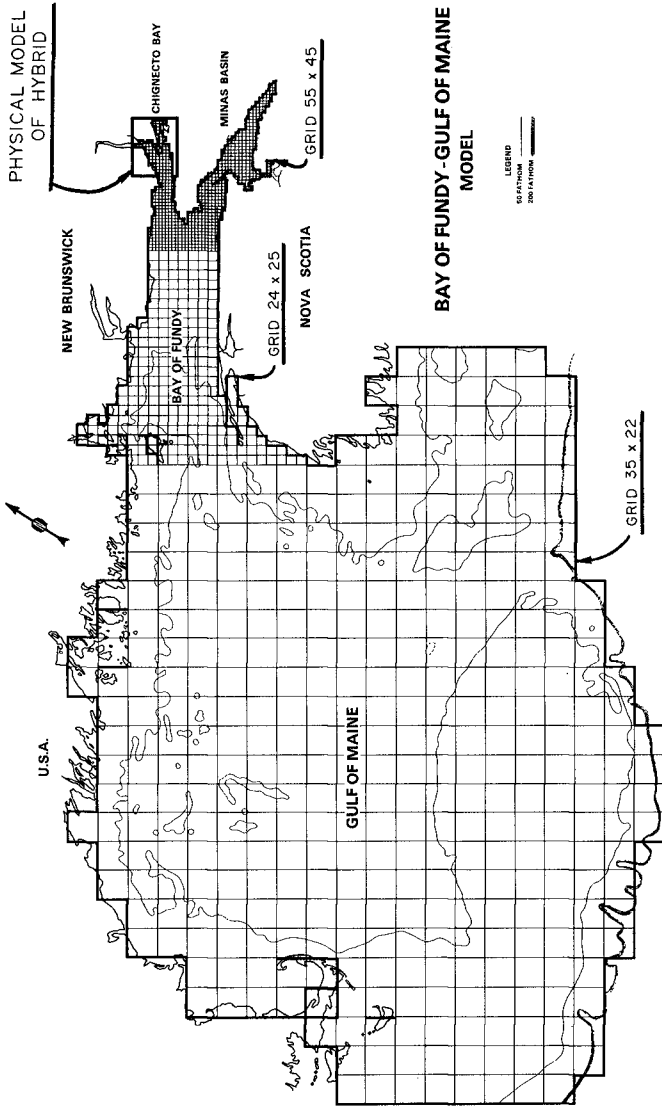 PHYSICAL MODEL
OF HYBRID
CHIGNECTO BAY
MINAS BASIN
GRID 55 x 45
NEW BRUNSWICK
BAY OF FUNDY
GRID 24 x 25
NOVA SCOTIA
BAY OF FUNDY-GULF OF MAINE
MODEL
LEGEND
50 FATHOM
200 FATHOM
U.S.A.
GULF OF MAINE
GRID 35 x 22